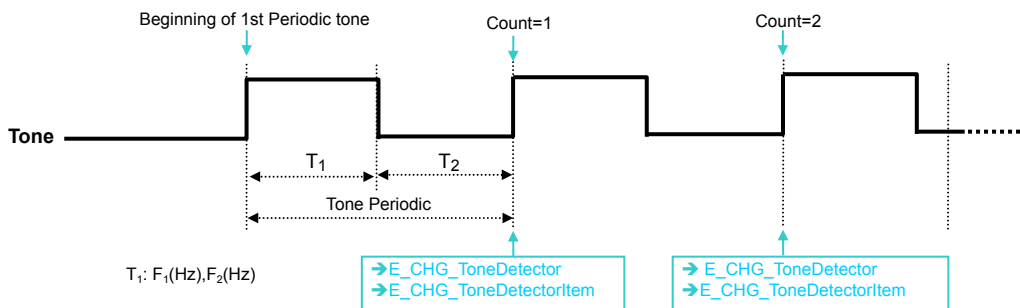 Beginning of 1st Periodic tone
Count=1
Count=2
Tone
T₁
T₂
Tone Periodic
T₁: F₁(Hz),F₂(Hz)
➔E_CHG_ToneDetector
➔E_CHG_ToneDetectorItem
➔ E_CHG_ToneDetector
➔E_CHG_ToneDetectorItem